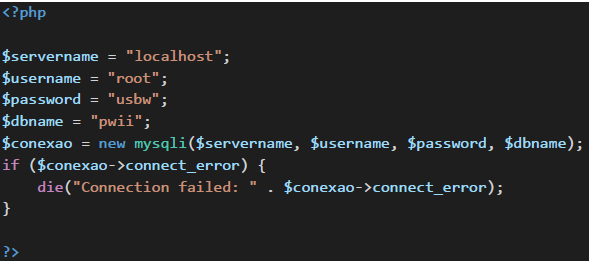 <?php
$servername = "localhost";
$username = "root";
$password = "usbw";
$dbname = "pwii";
$conexao = new mysqli($servername, $username, $password, $dbname);
if ($conexao->connect_error) {
    die("Connection failed: " . $conexao->connect_error);
}
?>